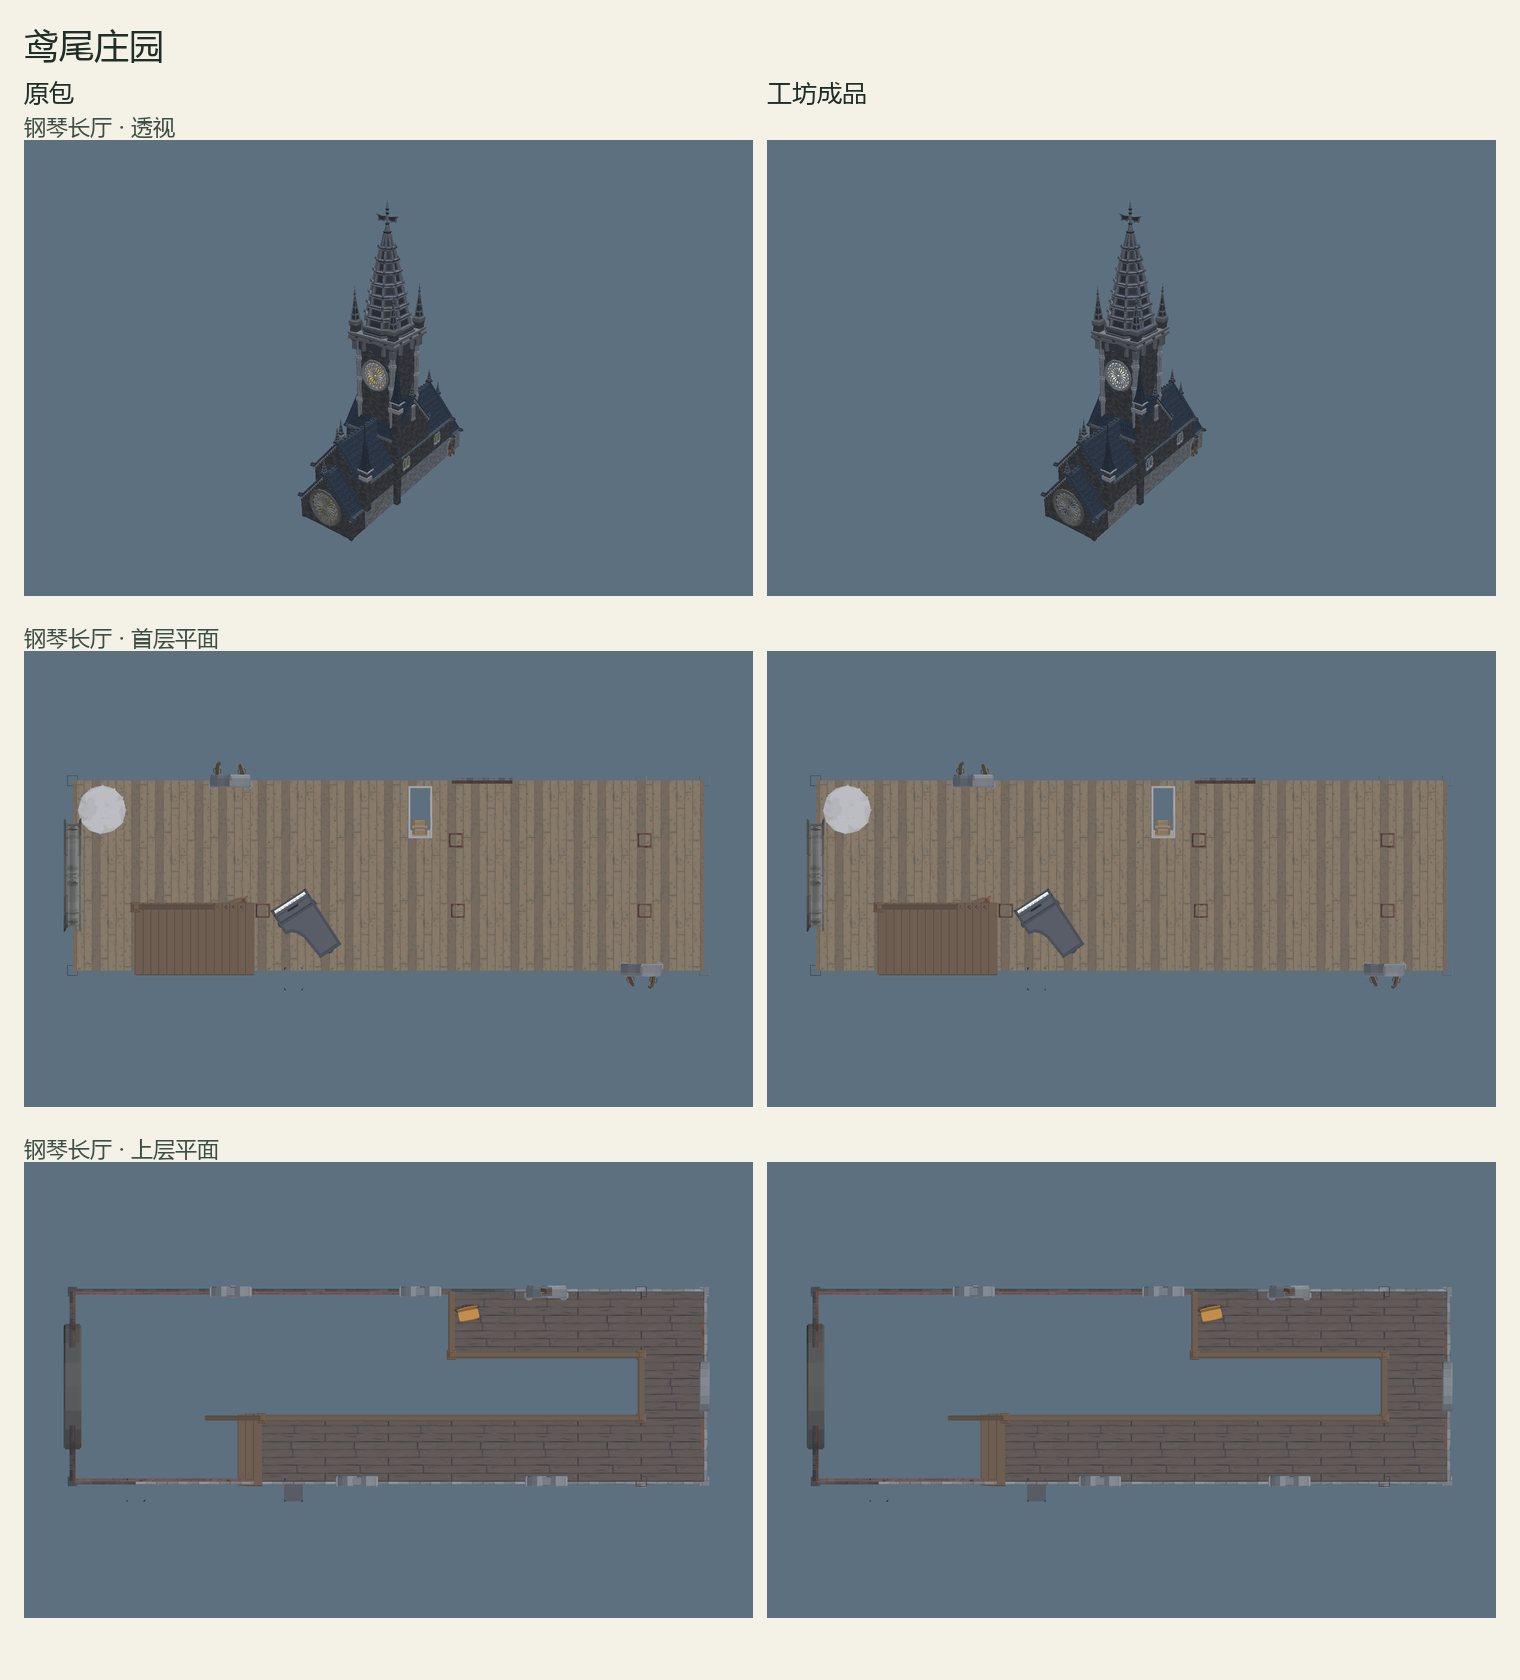 鸢尾庄园
原包
工坊成品
钢琴长厅 · 透视
钢琴长厅 · 首层平面
钢琴长厅 · 上层平面